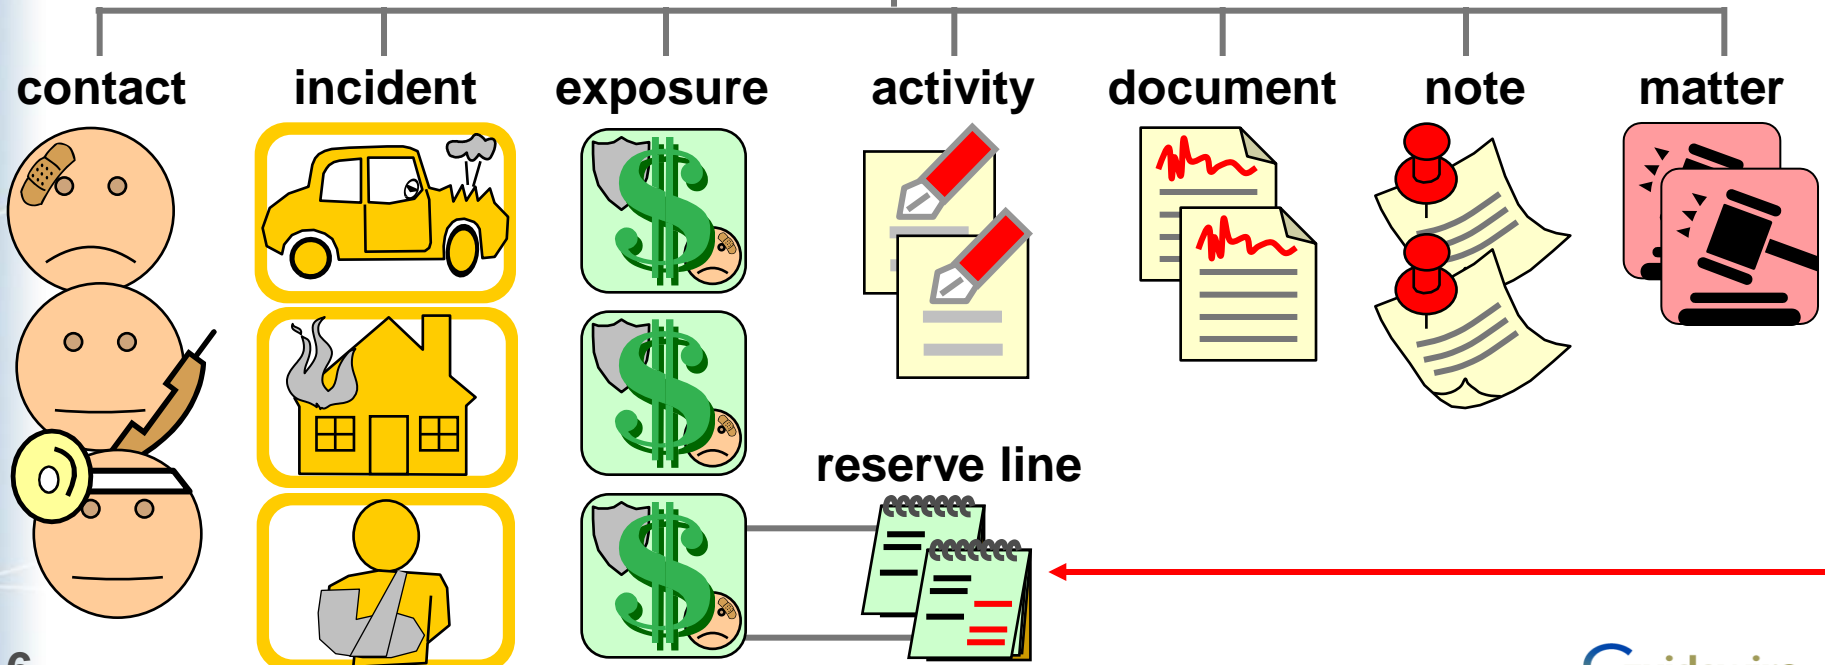 contact incident exposure activity document note matter
reserve line